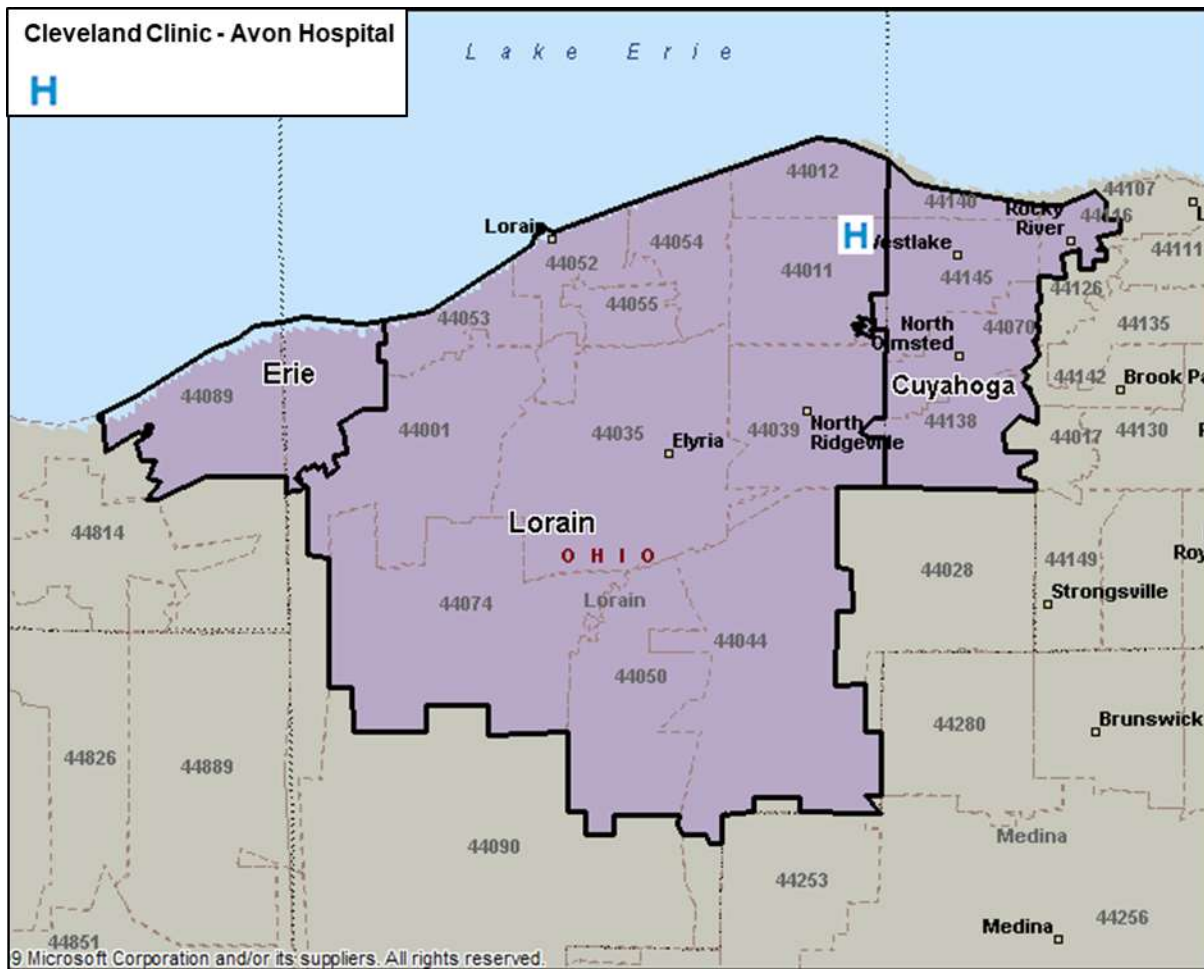 Cleveland Clinic - Avon Hospital
H
Lake Erie
44012
44107
44140
Rocky
River
44116
Lorain
H
Westlake
44052
44054
44011
44145
44111
44055
44126
44053
North
Olmsted
44070
44135
Erie
44089
Cuyahoga
44142
Brook Pa
44001
44035
Elyria
44039
North
Ridgeville
44138
44017
44130
44814
Lorain
OHIO
44028
44149
Roy
Strongsville
44074
Lorain
44044
44050
44280
Brunswick
44826
44889
Medina
44090
44253
44256
Medina
44851
9 Microsoft Corporation and/or its suppliers. All rights reserved.